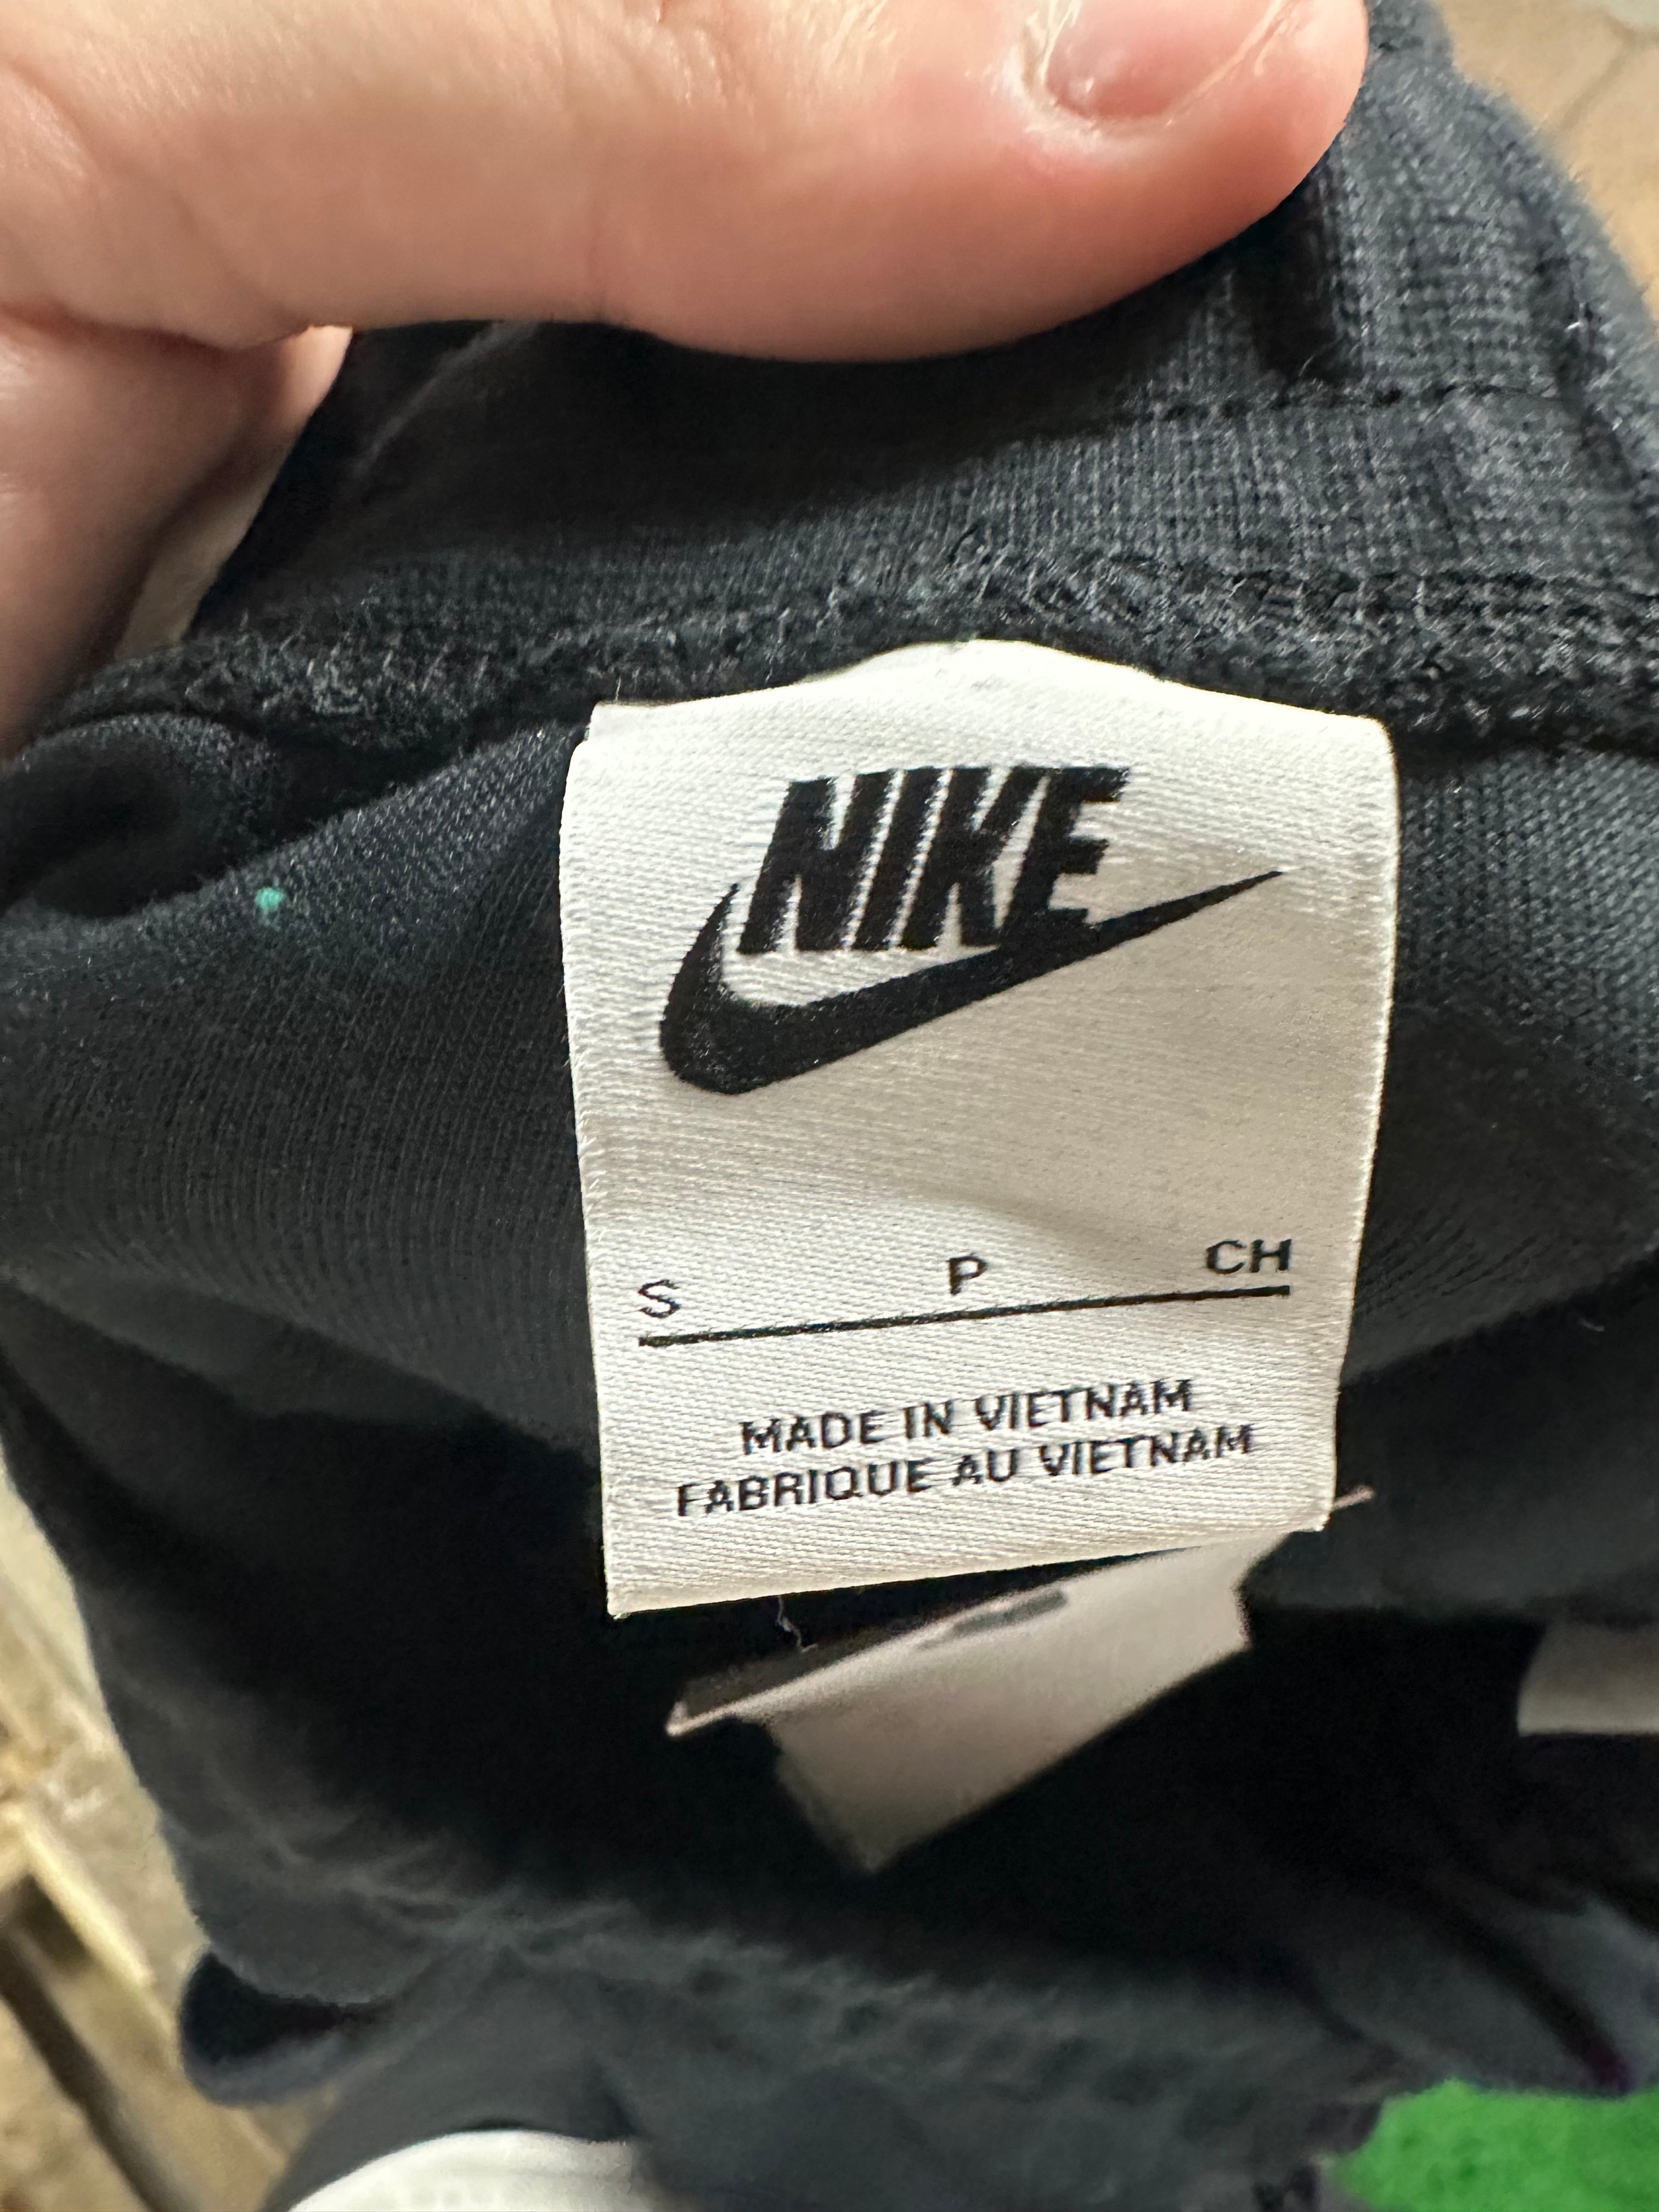 NIKE
S P CH
MADE IN VIETNAM
FABRIQUE AU VIETNAM